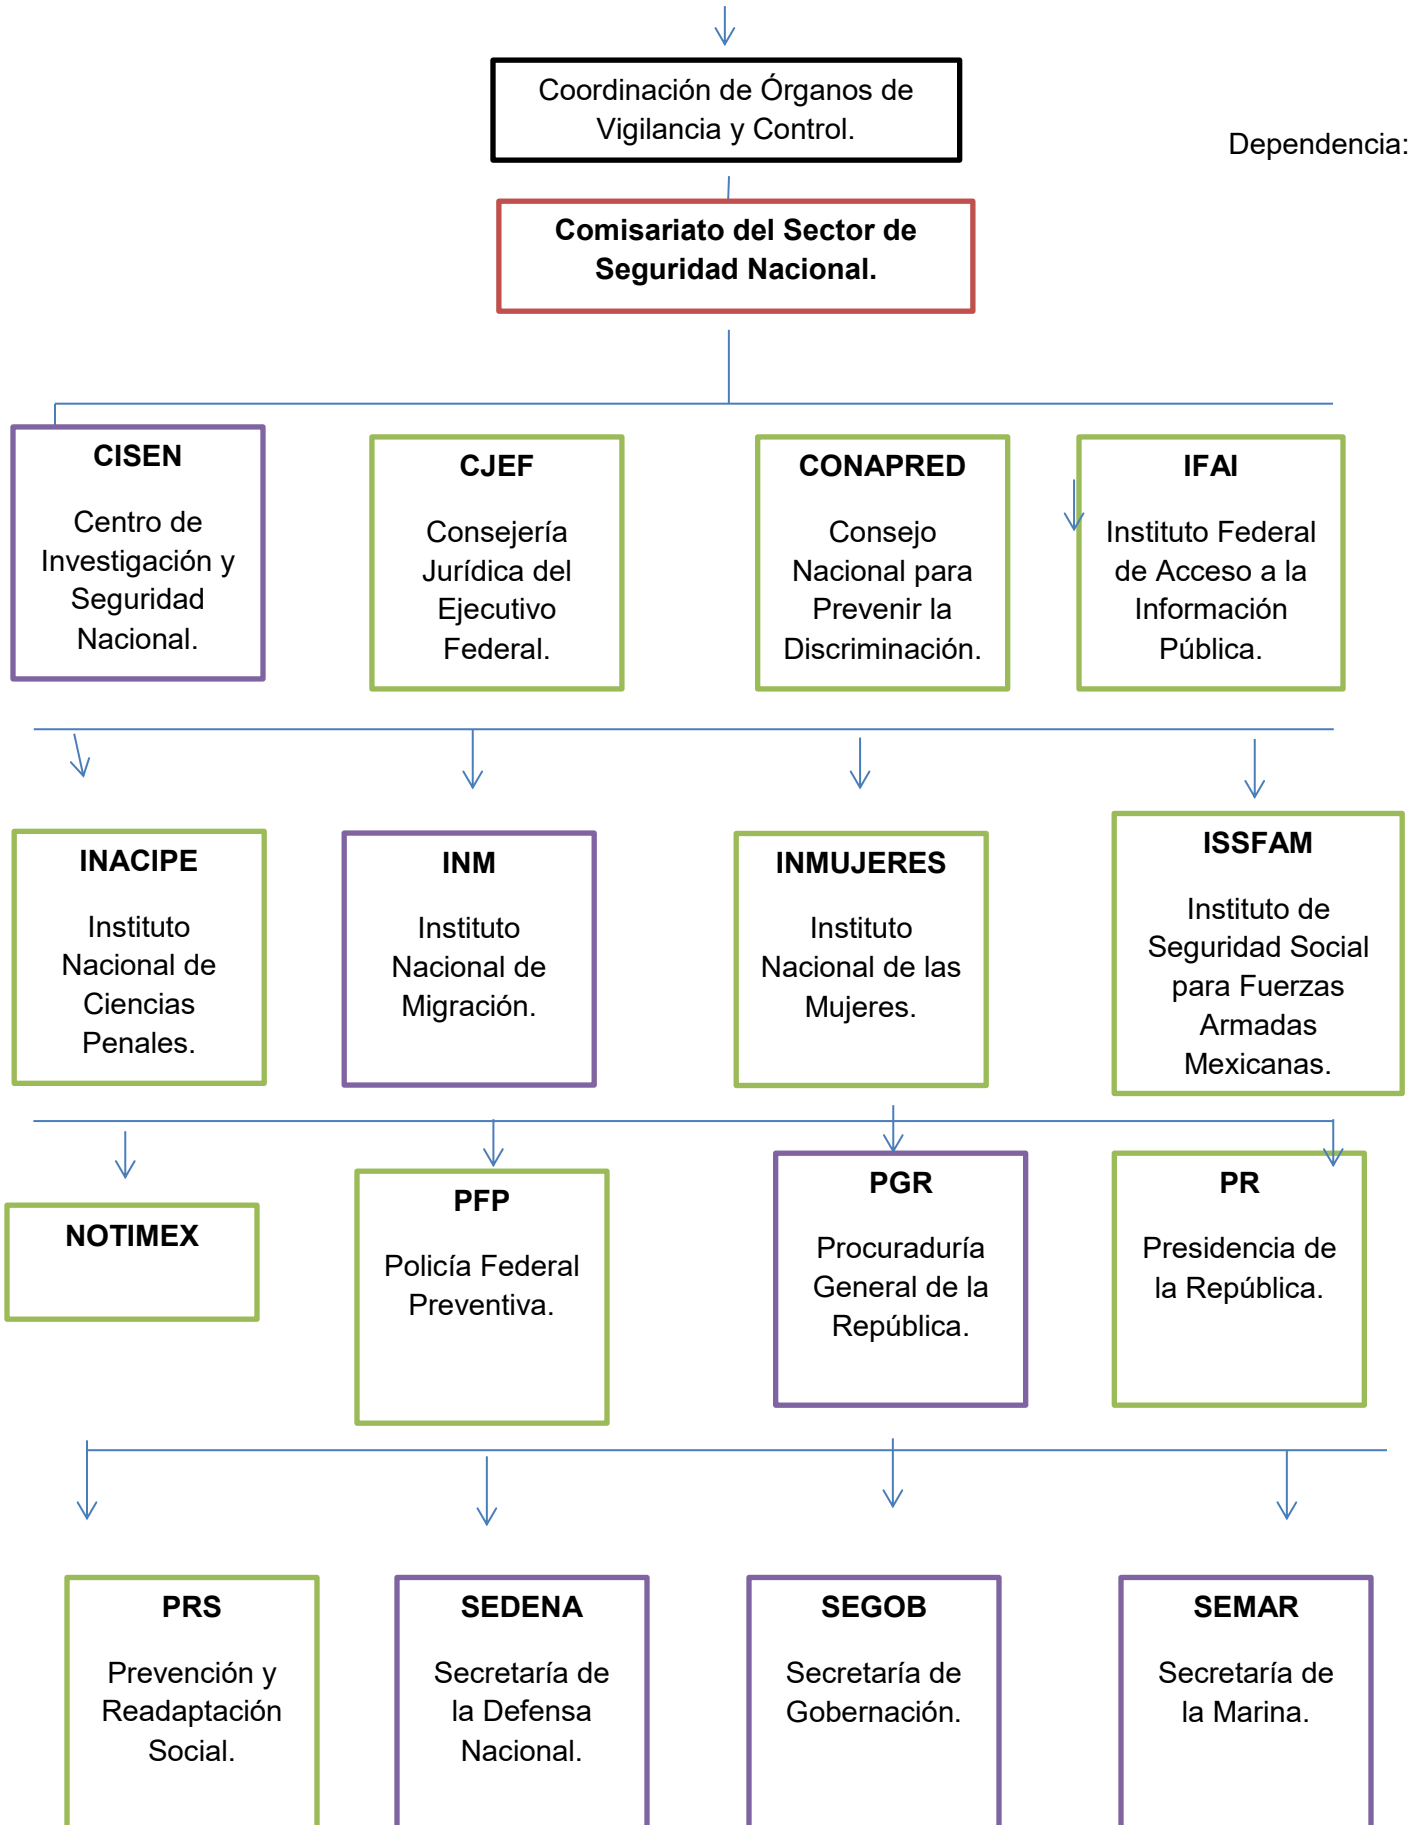 Coordinación de Órganos de
Vigilancia y Control.
Dependencia:
Comisariato del Sector de
Seguridad Nacional.
CISEN
Centro de
Investigación y
Seguridad
Nacional.
CJEF
Consejería
Jurídica del
Ejecutivo
Federal.
CONAPRED
Consejo
Nacional para
Prevenir la
Discriminación.
IFAI
Instituto Federal
de Acceso a la
Información
Pública.
INACIPE
Instituto
Nacional de
Ciencias
Penales.
INM
Instituto
Nacional de
Migración.
INMUJERES
Instituto
Nacional de las
Mujeres.
ISSFAM
Instituto de
Seguridad Social
para Fuerzas
Armadas
Mexicanas.
NOTIMEX
PFP
Policía Federal
Preventiva.
PGR
Procuraduría
General de la
República.
PR
Presidencia de
la República.
PRS
Prevención y
Readaptación
Social.
SEDENA
Secretaría de
la Defensa
Nacional.
SEGOB
Secretaría de
Gobernación.
SEMAR
Secretaría de
la Marina.